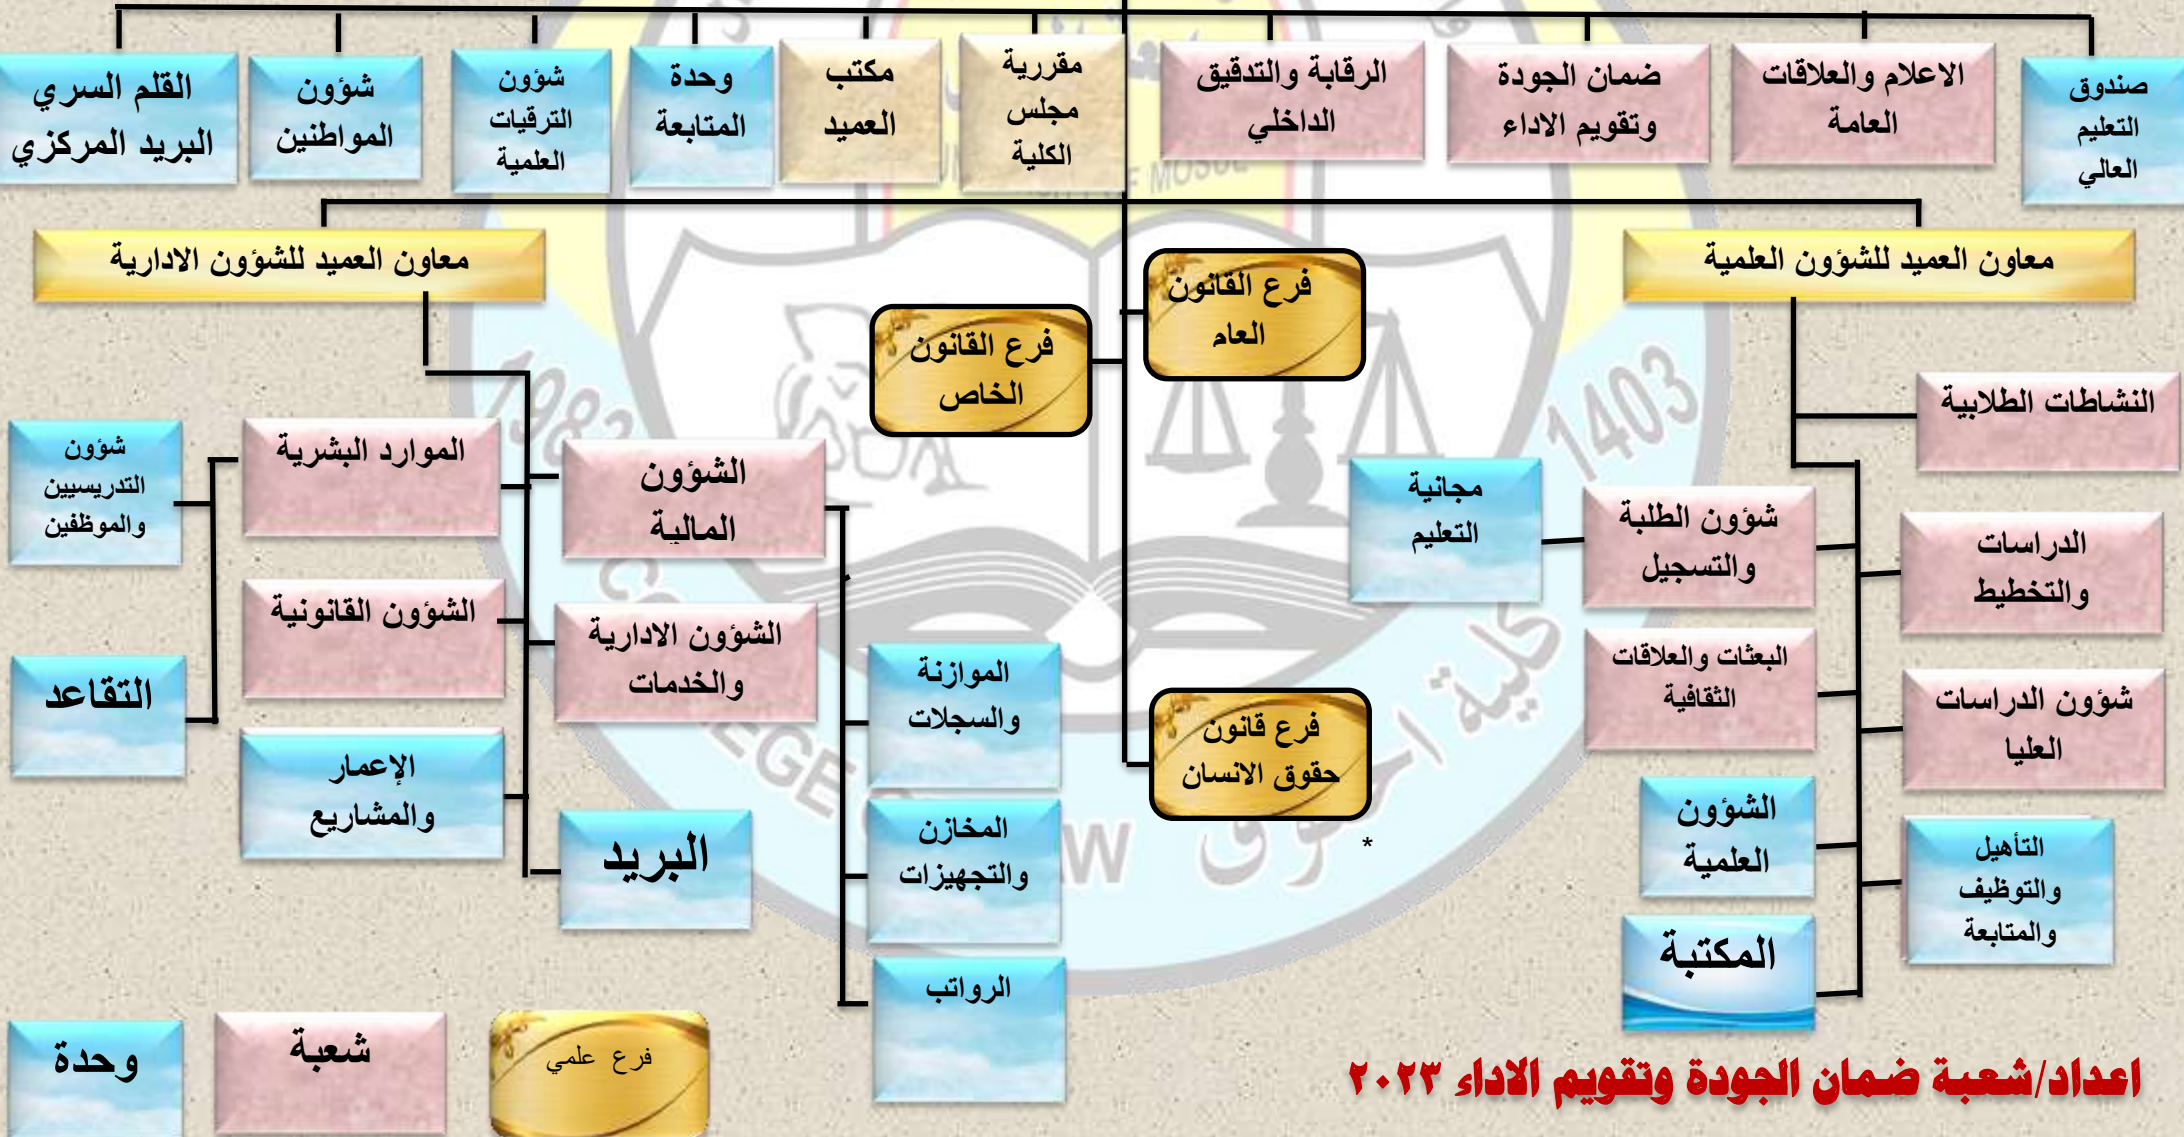 صندوق
التعليم
العالي
الاعلام والعلاقات
العامة
ضمان الجودة
وتقويم الاداء
الرقابة والتدقيق
الداخلي
مقررية
مجلس
الكلية
مكتب
العميد
وحدة
المتابعة
شؤون
الترقيات
العلمية
شؤون
المواطنين
القلم السري
البريد المركزي
معاون العميد للشؤون العلمية
معاون العميد للشؤون الادارية
فرع القانون
العام
فرع القانون
الخاص
فرع قانون
حقوق الانسان
*
النشاطات الطلابية
الدراسات
والتخطيط
شؤون الدراسات
العليا
التأهيل
والتوظيف
والمتابعة
شؤون الطلبة
والتسجيل
مجانية
التعليم
البعثات والعلاقات
الثقافية
الشؤون
العلمية
المكتبة
الشؤون
المالية
الموازنة
والسجلات
المخازن
والتجهيزات
الرواتب
الشؤون الادارية
والخدمات
البريد
الموارد البشرية
شؤون
التدريسيين
والموظفين
التقاعد
الشؤون القانونية
الإعمار
والمشاريع
فرع علمي
شعبة
وحدة
اعداد/شعبة ضمان الجودة وتقويم الاداء ٢٠٢٣
1403
كلية الحقوق